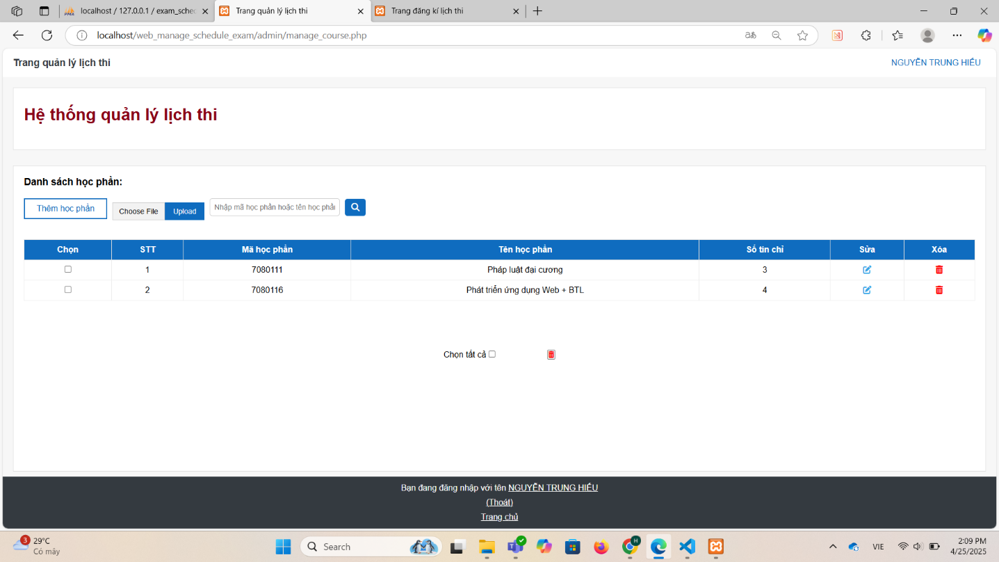 localhost / 127.0.0.1 / exam_sched
Trang quản lý lịch thi
Trang đăng kí lịch thi
localhost/web_manage_schedule_exam/admin/manage_course.php
Trang quản lý lịch thi
NGUYỄN TRUNG HIẾU
Hệ thống quản lý lịch thi
Danh sách học phần:
Thêm học phần
Choose File
Upload
Nhập mã học phần hoặc tên học phần
Chọn STT Mã học phần Tên học phần Số tín chỉ Sửa Xóa
1 7080111 Pháp luật đại cương 3
2 7080116 Phát triển ứng dụng Web + BTL 4
Chọn tất cả
Bạn đang đăng nhập với tên NGUYỄN TRUNG HIẾU
(Thoát)
Trang chủ
3
29°C
Có mây
Search
H
VIE
2:09 PM
4/25/2025